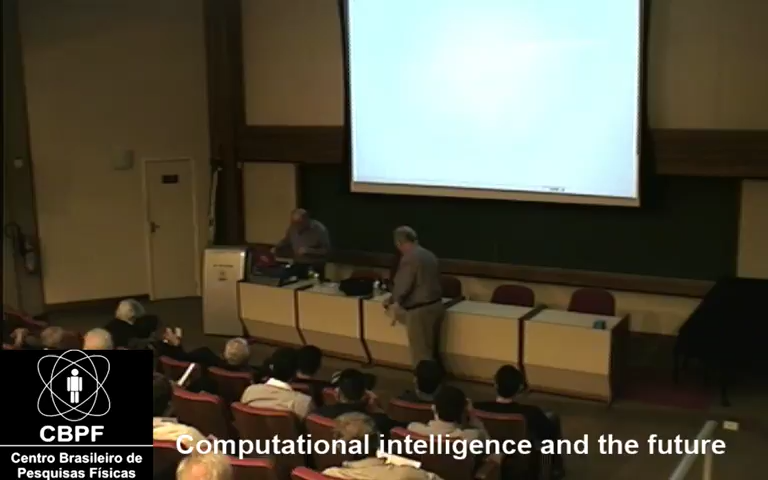 CBPF
Centro Brasileiro de
Pesquisas Físicas
Computational intelligence and the future